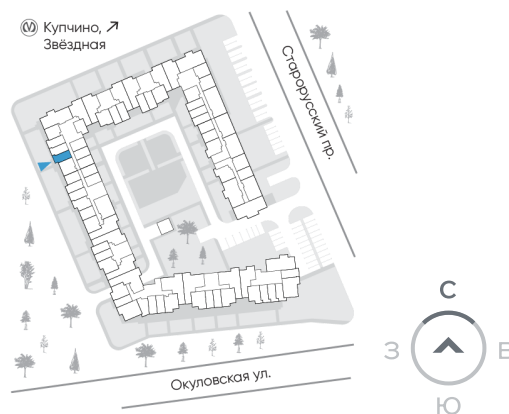 Купчино, ↗
Звёздная
Старорусский пр.
Окуловская ул.
С
З
В
Ю